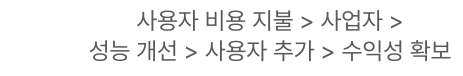 사용자 비용 지불 > 사업자 >
성능 개선 > 사용자 추가 > 수익성 확보